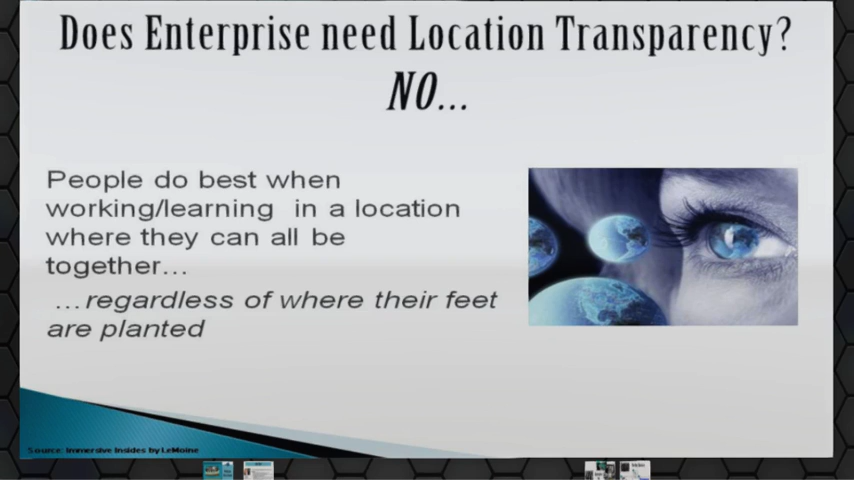 Does Enterprise need Location Transparency?
NO...
People do best when
working/learning in a location
where they can all be
together...
...regardless of where their feet
are planted
Source: Immersive Insides by LeMoine